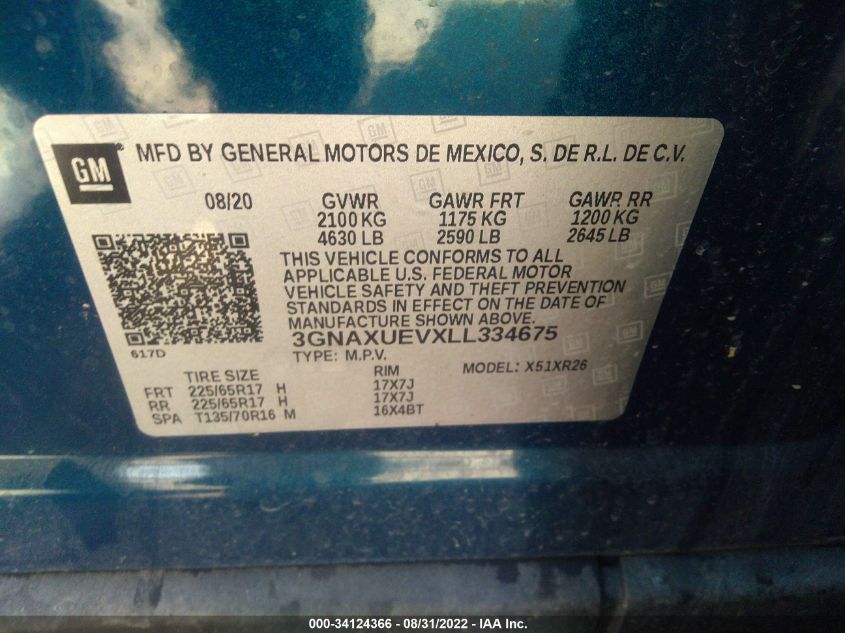 GM
MFD BY GENERAL MOTORS DE MEXICO, S. DE R.L. DE C.V.
08/20 GVWR GAWR FRT GAWR RR
2100 KG 1175 KG 1200 KG
4630 LB 2590 LB 2645 LB
THIS VEHICLE CONFORMS TO ALL
APPLICABLE U.S. FEDERAL MOTOR
VEHICLE SAFETY AND THEFT PREVENTION
STANDARDS IN EFFECT ON THE DATE OF
MANUFACTURE SHOWN ABOVE.
3GNAXUEVXLL334675
617D
TYPE: M.P.V. MODEL: X51XR26
TIRE SIZE RIM
FRT 225/65R17 H 17X7J
RR 225/65R17 H 17X7J
SPA T135/70R16 M 16X4BT
000-34124366 - 08/31/2022 - IAA Inc.